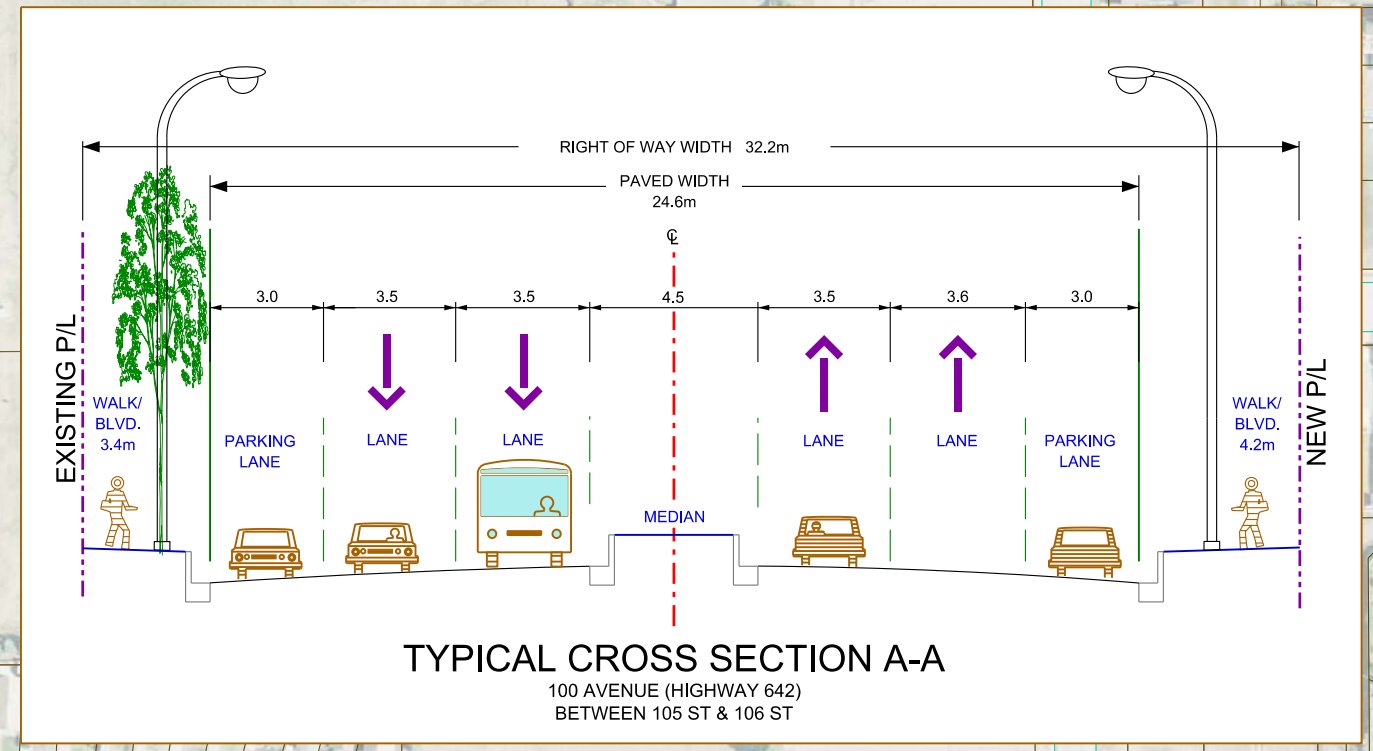 RIGHT OF WAY WIDTH 32.2m
PAVED WIDTH
24.6m
℄
3.0
3.5
3.5
4.5
3.5
3.6
3.0
EXISTING P/L
WALK/
BLVD.
3.4m
PARKING
LANE
LANE
LANE
MEDIAN
LANE
LANE
PARKING
LANE
WALK/
BLVD.
4.2m
NEW P/L
TYPICAL CROSS SECTION A-A
100 AVENUE (HIGHWAY 642)
BETWEEN 105 ST & 106 ST